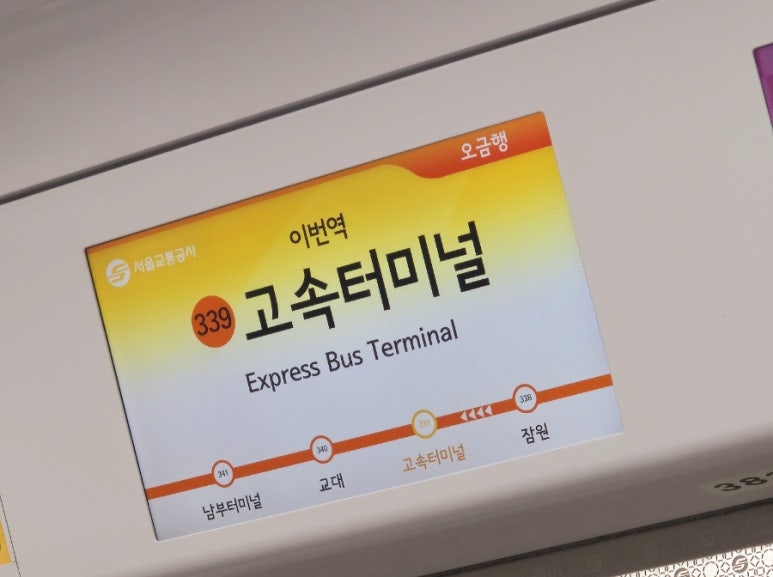 오금행
서울교통공사
이번역
339 고속터미널
Express Bus Terminal
341 340 339 338
남부터미널 교대 고속터미널 잠원